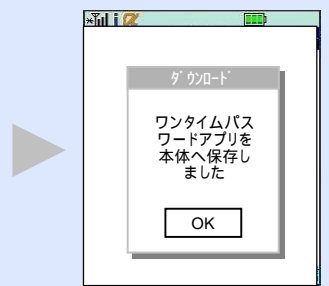 ダウンロード
ワンタイムパス
ワードアプリを
本体へ保存し
ました
OK